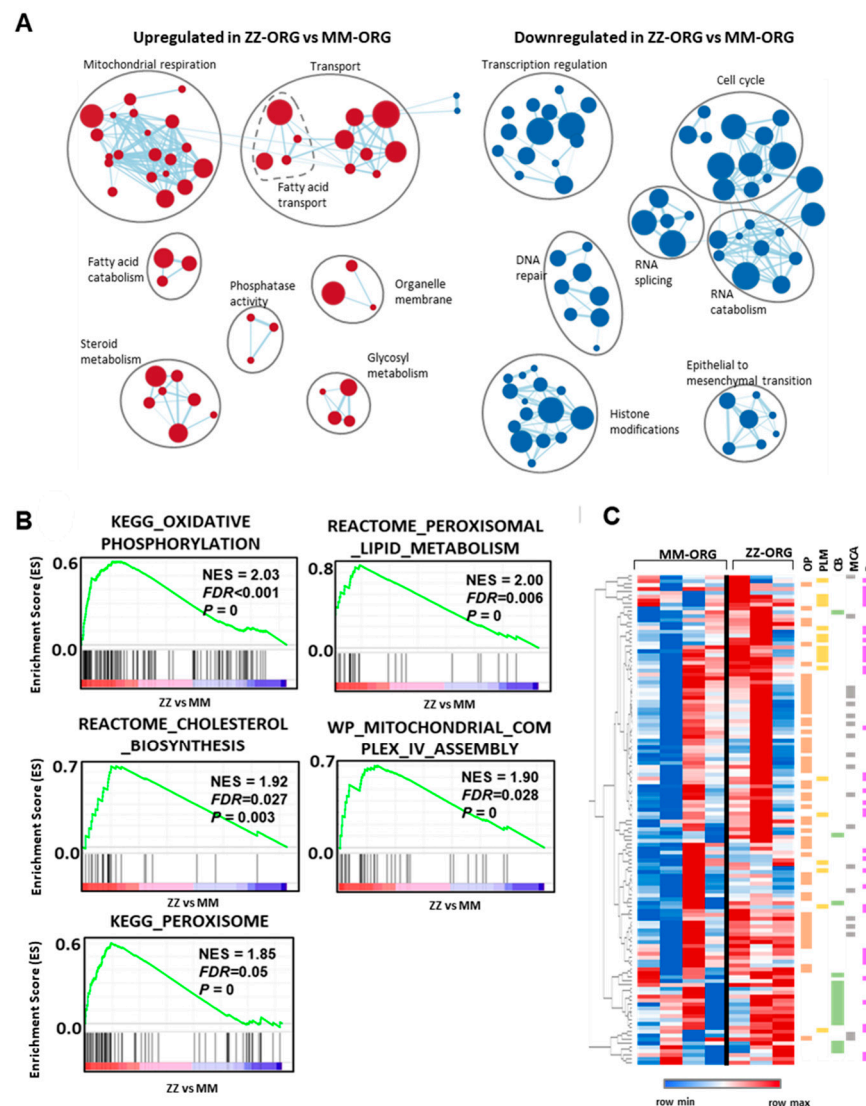 A
Upregulated in ZZ-ORG vs MM-ORG
Downregulated in ZZ-ORG vs MM-ORG
Mitochondrial respiration
Transport
Fatty acid
transport
Fatty acid
catabolism
Phosphatase
activity
Organelle
membrane
Steroid
metabolism
Glycosyl
metabolism
Transcription regulation
Cell cycle
DNA
repair
RNA
splicing
RNA
catabolism
Histone
modifications
Epithelial to
mesenchymal transition
B
KEGG_OXIDATIVE
PHOSPHORYLATION
Enrichment Score (ES)
0.6
0.0
NES = 2.03
FDR<0.001
P = 0
ZZ vs MM
REACTOME_PEROXISOMAL
_LIPID_METABOLISM
Enrichment Score (ES)
0.8
0.0
NES = 2.00
FDR=0.006
P = 0
ZZ vs MM
REACTOME_CHOLESTEROL
_BIOSYNTHESIS
Enrichment Score (ES)
0.7
0.0
NES = 1.92
FDR=0.027
P = 0.003
ZZ vs MM
WP_MITOCHONDRIAL_COM
PLEX_IV_ASSEMBLY
Enrichment Score (ES)
0.7
0.0
NES = 1.90
FDR=0.028
P = 0
ZZ vs MM
KEGG_PEROXISOME
Enrichment Score (ES)
0.6
0.0
NES = 1.85
FDR=0.05
P = 0
ZZ vs MM
C
MM-ORG
ZZ-ORG
OP
PLM
CB
MCA
row min
row max